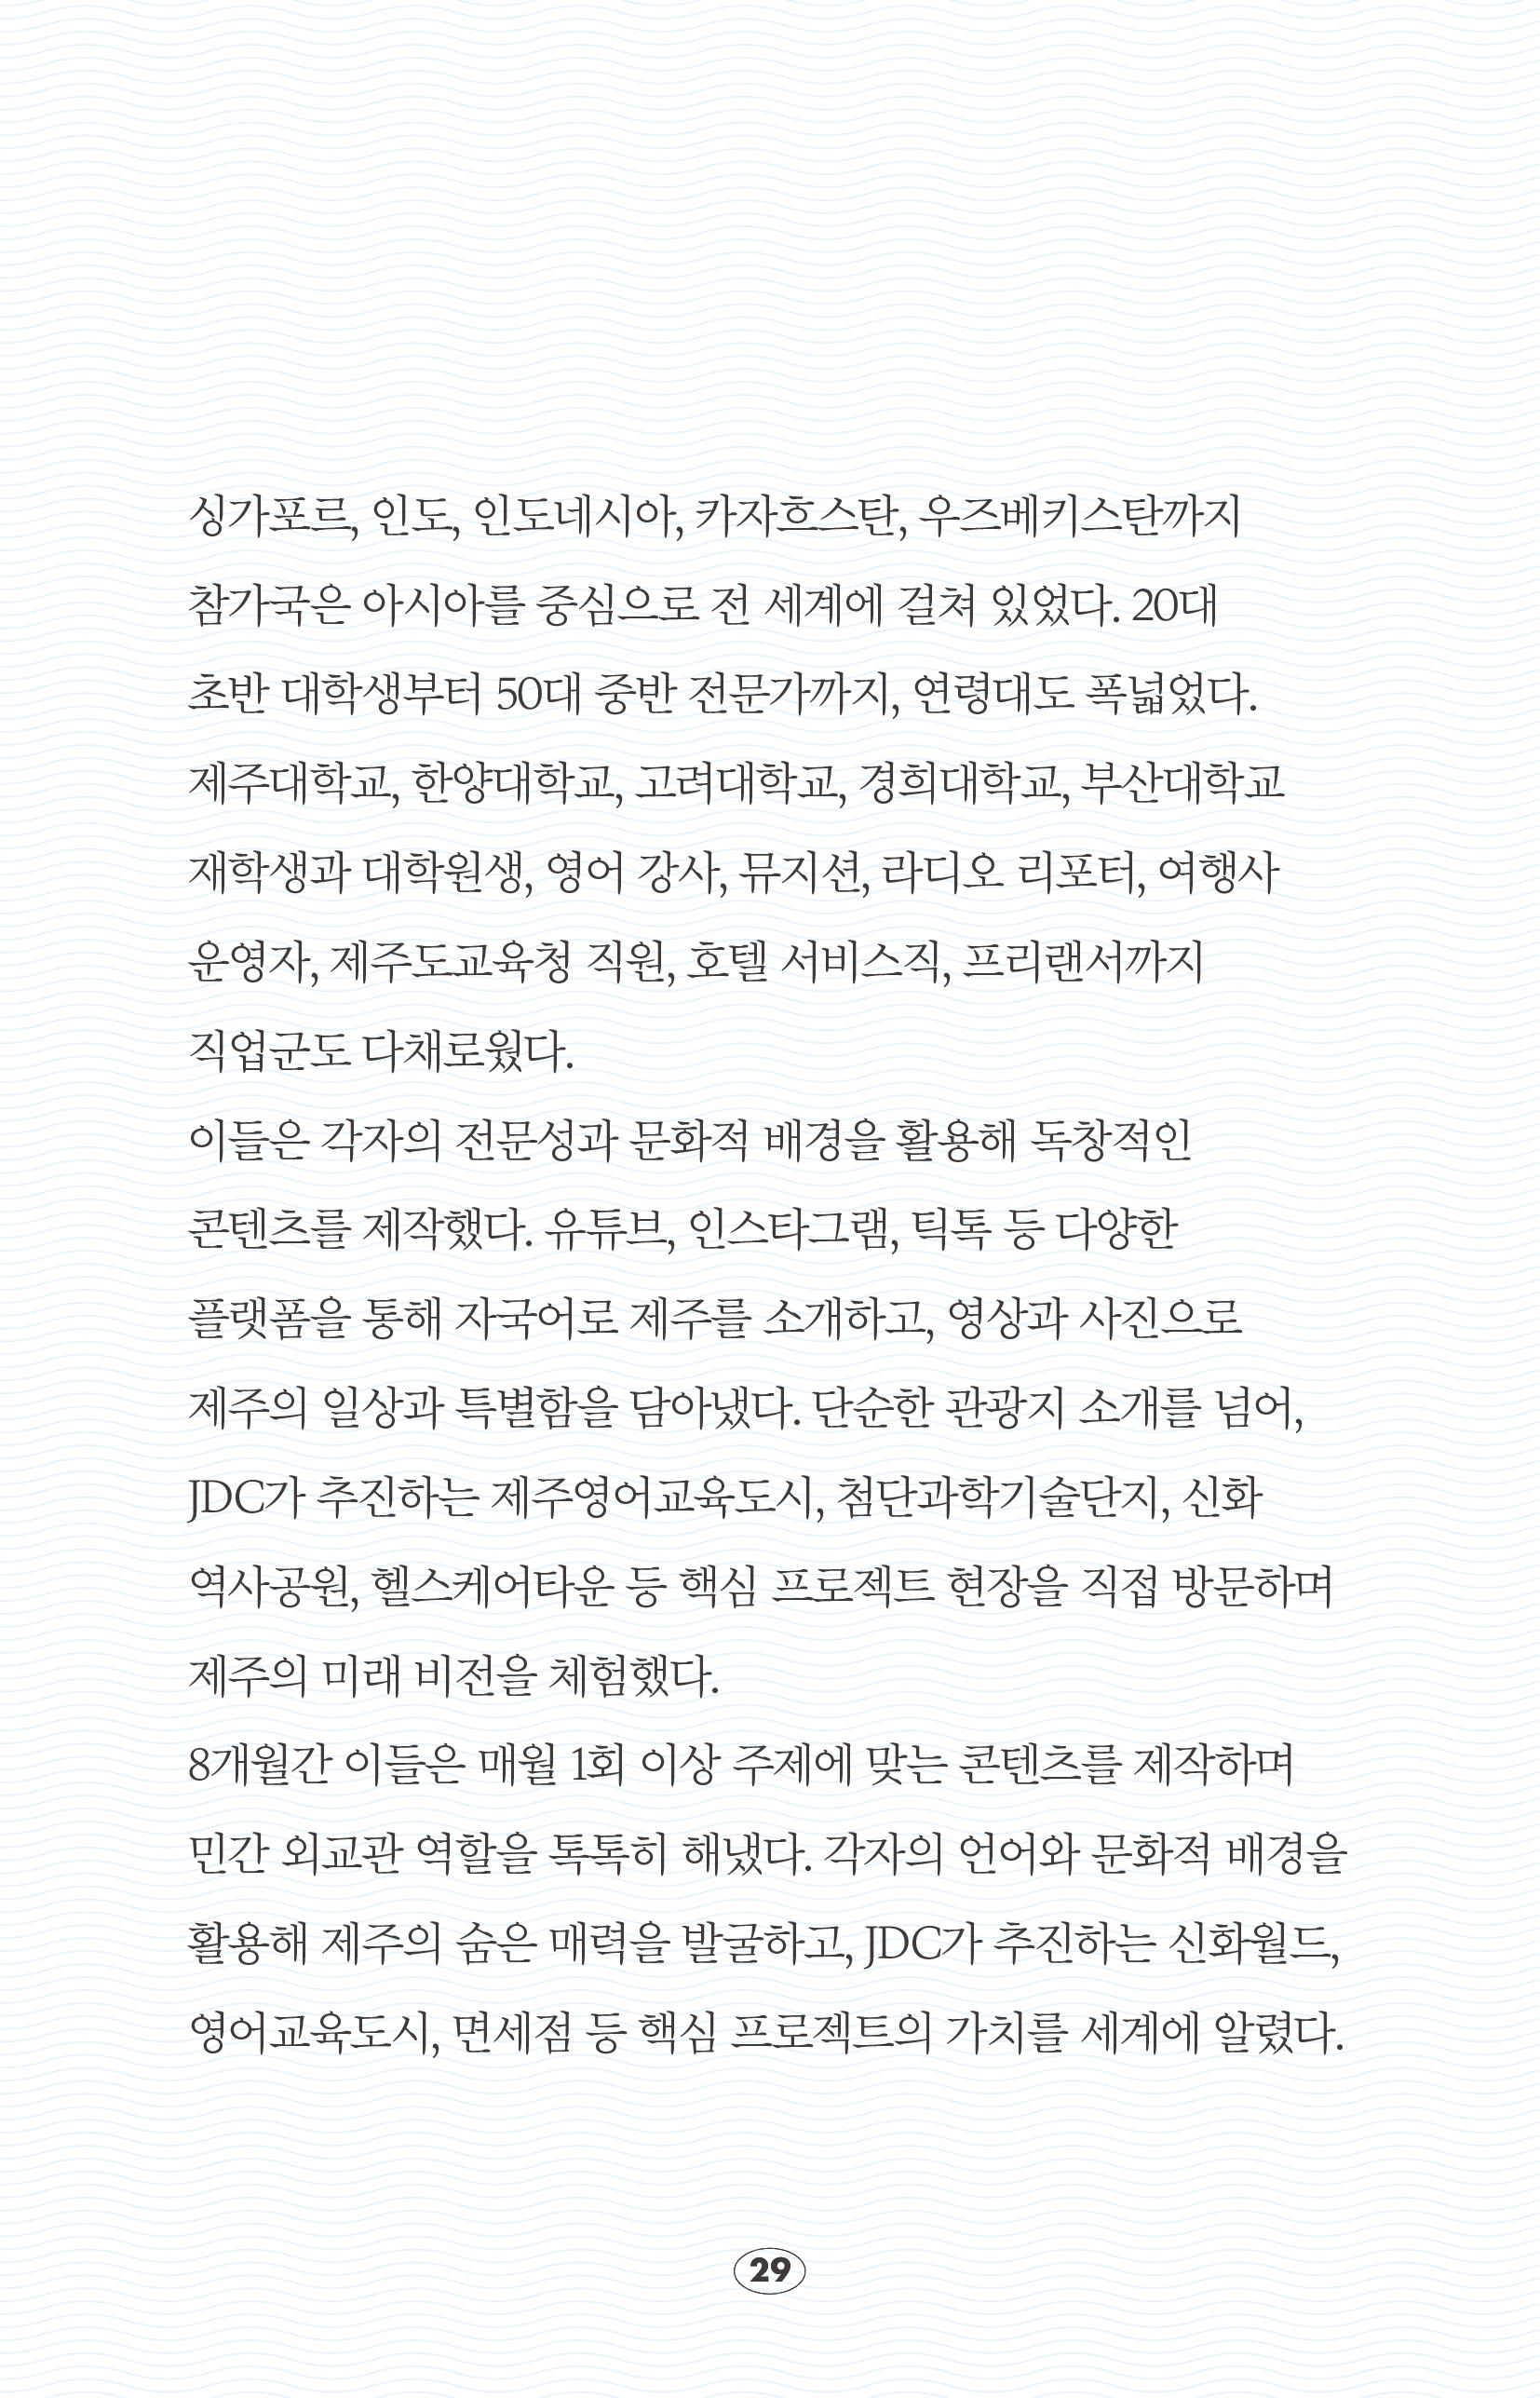 싱가포르, 인도, 인도네시아, 카자흐스탄, 우즈베키스탄까지
참가국은 아시아를 중심으로 전 세계에 걸쳐 있었다. 20대
초반 대학생부터 50대 중반 전문가까지, 연령대도 폭넓었다.
제주대학교, 한양대학교, 고려대학교, 경희대학교, 부산대학교
재학생과 대학원생, 영어 강사, 뮤지션, 라디오 리포터, 여행사
운영자, 제주도교육청 직원, 호텔 서비스직, 프리랜서까지
직업군도 다채로웠다.
이들은 각자의 전문성과 문화적 배경을 활용해 독창적인
콘텐츠를 제작했다. 유튜브, 인스타그램, 틱톡 등 다양한
플랫폼을 통해 자국어로 제주를 소개하고, 영상과 사진으로
제주의 일상과 특별함을 담아냈다. 단순한 관광지 소개를 넘어,
JDC가 추진하는 제주영어교육도시, 첨단과학기술단지, 신화
역사공원, 헬스케어타운 등 핵심 프로젝트 현장을 직접 방문하며
제주의 미래 비전을 체험했다.
8개월간 이들은 매월 1회 이상 주제에 맞는 콘텐츠를 제작하며
민간 외교관 역할을 톡톡히 해냈다. 각자의 언어와 문화적 배경을
활용해 제주의 숨은 매력을 발굴하고, JDC가 추진하는 신화월드,
영어교육도시, 면세점 등 핵심 프로젝트의 가치를 세계에 알렸다.
29